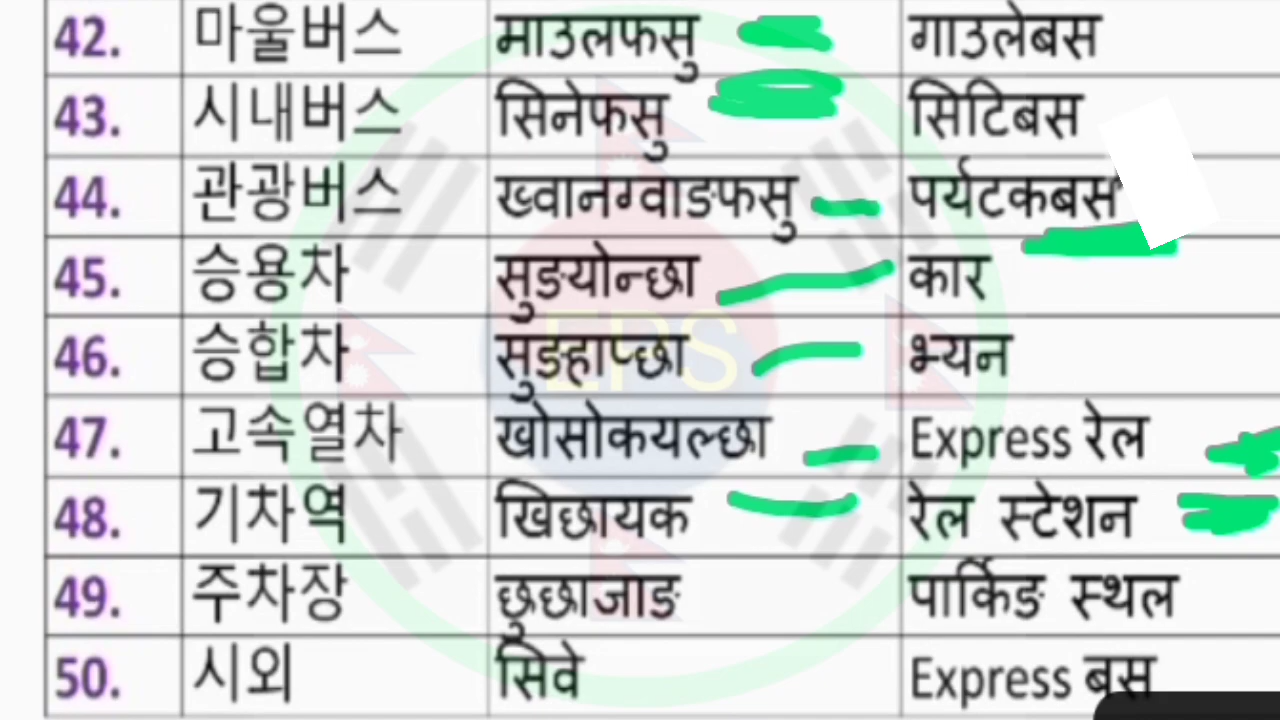 42. 마울버스 माउलफसु गाउलेबस
43. 시내버스 सिनेफसु सिटिबस
44. 관광버스 ख्वानग्वाङफसु पर्यटकबस
45. 승용차 सुङयोन्छा कार
46. 승합차 सुङहाप्छा भ्यन
47. 고속열차 खोसोकयल्छा Express रेल
48. 기차역 खिछायक रेल स्टेशन
49. 주차장 छुछाजाङ पार्किङ स्थल
50. 시외 सिवे Express बस
EPS